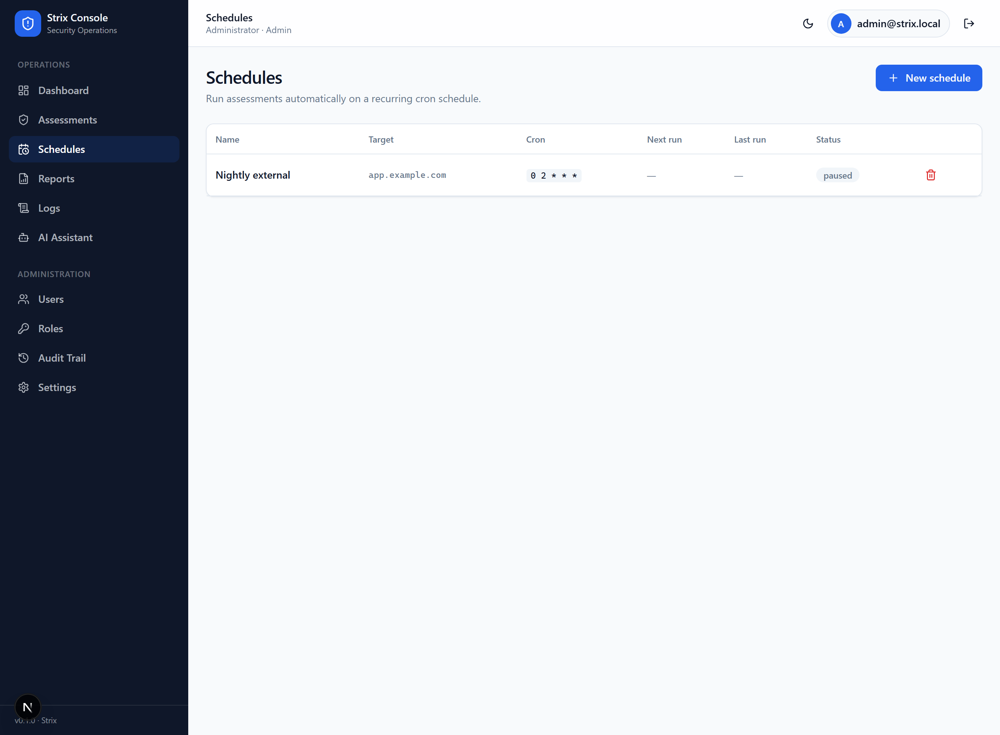 Strix Console
Security Operations
OPERATIONS
Dashboard
Assessments
Schedules
Reports
Logs
AI Assistant
ADMINISTRATION
Users
Roles
Audit Trail
Settings
N
v0.1.0 · Strix
Schedules
Administrator · Admin
A admin@strix.local
Schedules
New schedule
Run assessments automatically on a recurring cron schedule.
Name Target Cron Next run Last run Status
Nightly external app.example.com 0 2 * * * — — paused